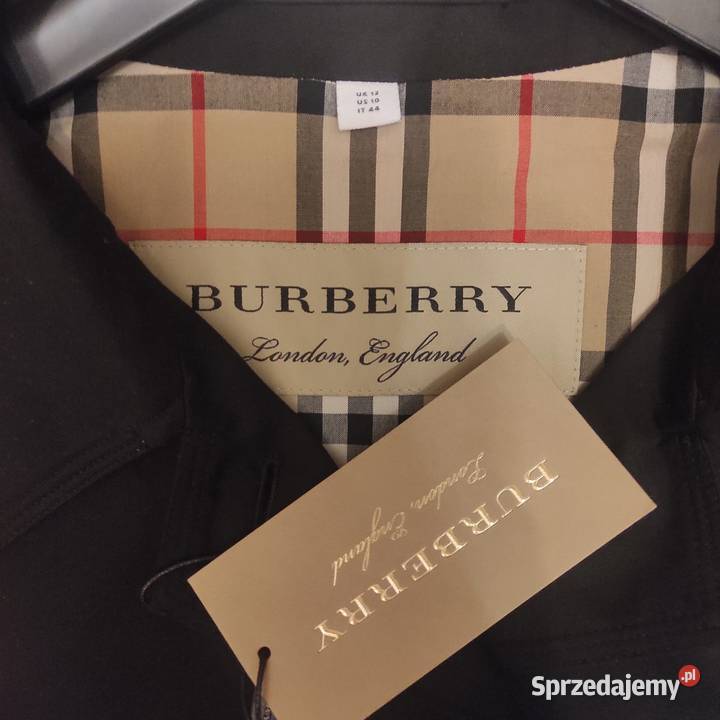 UK 12
US 10
IT 44
BURBERRY
London, England
BURBERRY
London, England
Sprzedajemy.pl